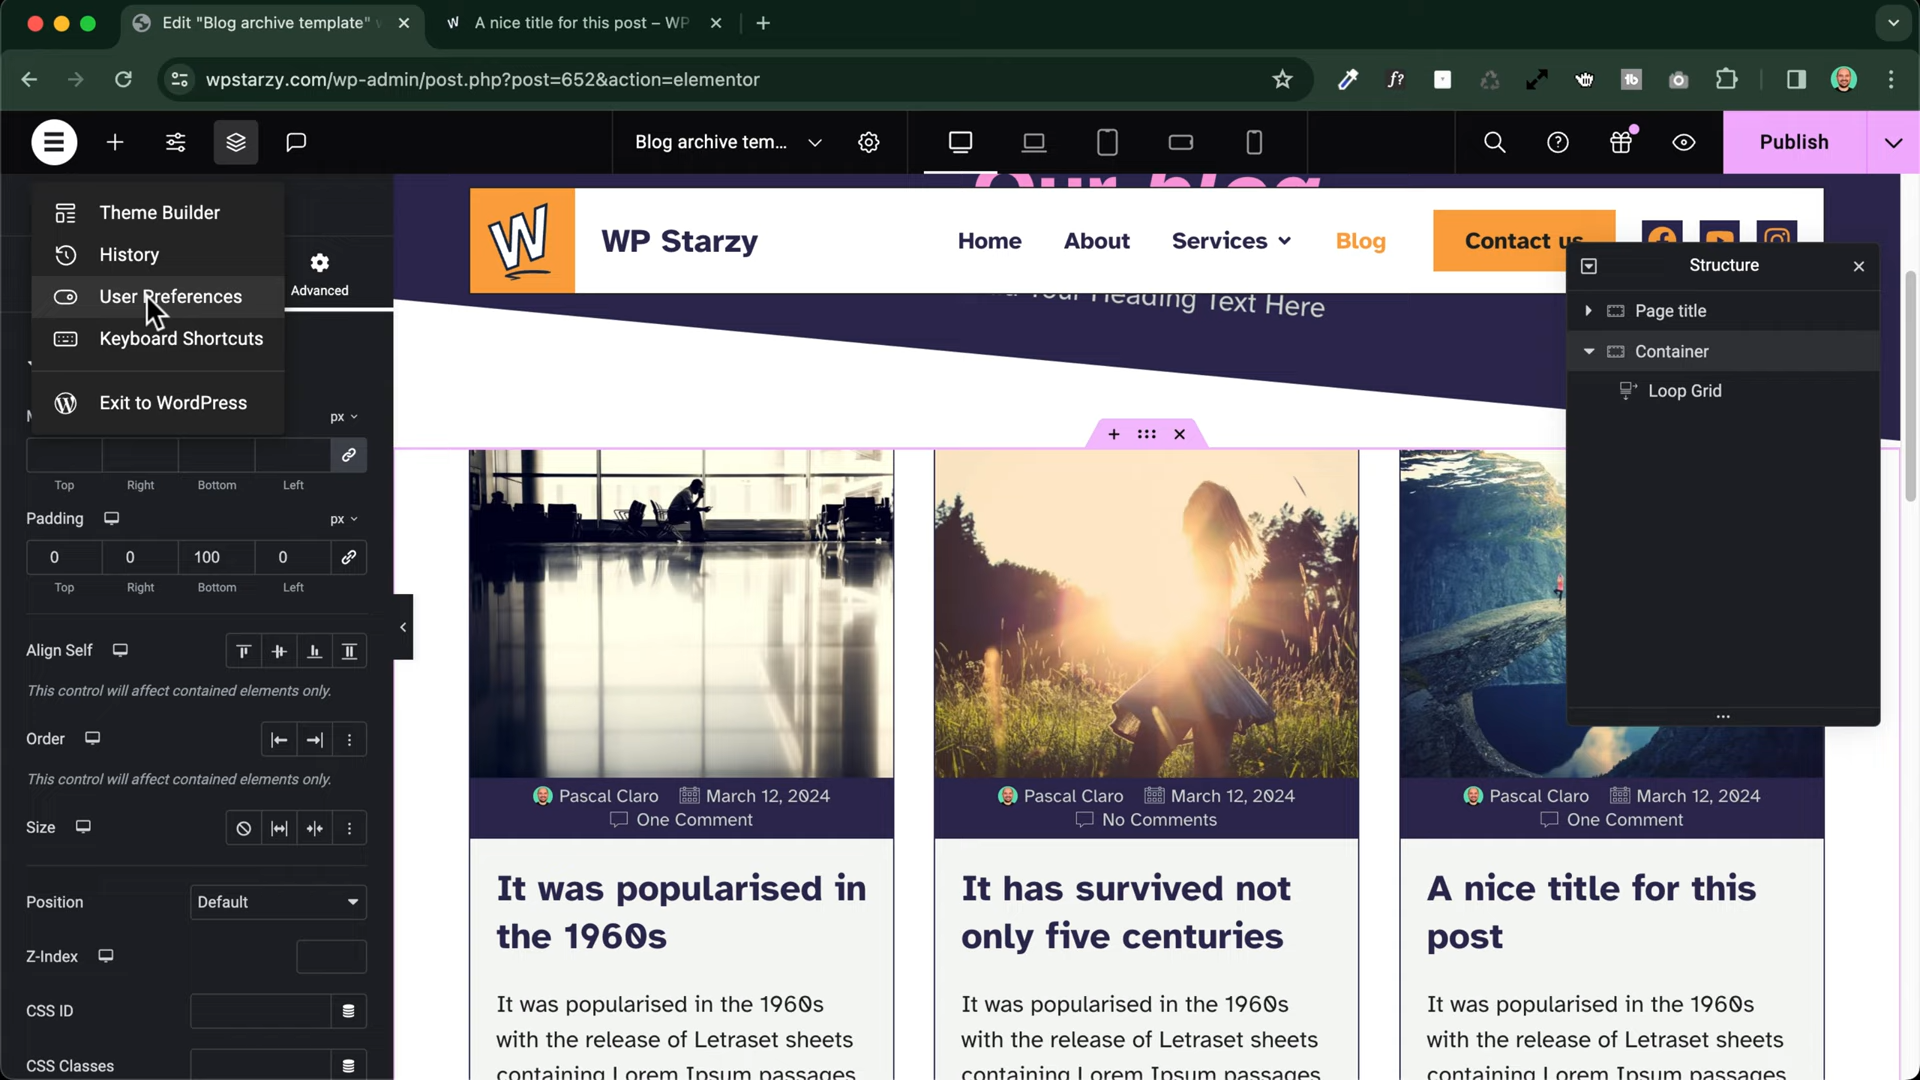 Edit "Blog archive template"
A nice title for this post – WP
wpstarzy.com/wp-admin/post.php?post=652&action=elementor
Blog archive tem...
Publish
Theme Builder
History
User Preferences
Keyboard Shortcuts
Exit to WordPress
Advanced
px
Top
Right
Bottom
Left
Padding
px
0
0
100
0
Top
Right
Bottom
Left
Align Self
This control will affect contained elements only.
Order
This control will affect contained elements only.
Size
Position
Default
Z-Index
CSS ID
CSS Classes
Our blog
W
WP Starzy
Home
About
Services
Blog
Contact us
Your Heading Text Here
Structure
Page title
Container
Loop Grid
Pascal Claro
March 12, 2024
One Comment
It was popularised in
the 1960s
It was popularised in the 1960s
with the release of Letraset sheets
containing Lorem Ipsum passages
Pascal Claro
March 12, 2024
No Comments
It has survived not
only five centuries
It was popularised in the 1960s
with the release of Letraset sheets
containing Lorem Ipsum passages
Pascal Claro
March 12, 2024
One Comment
A nice title for this
post
It was popularised in the 1960s
with the release of Letraset sheets
containing Lorem Ipsum passages